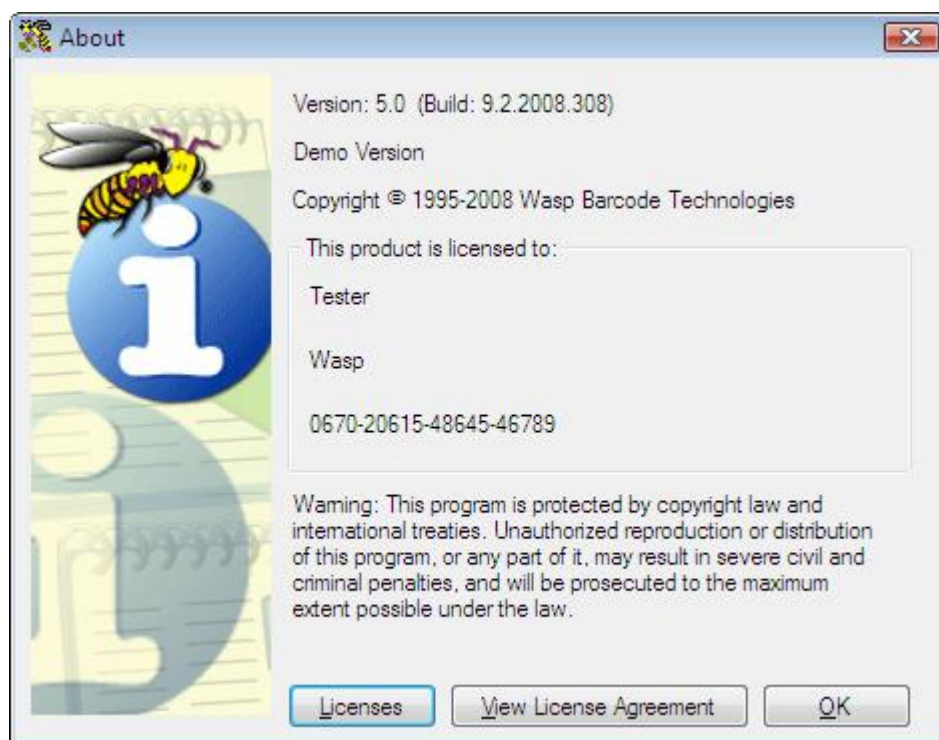 About
Version: 5.0 (Build: 9.2.2008.308)
Demo Version
Copyright © 1995-2008 Wasp Barcode Technologies
This product is licensed to:
Tester
Wasp
0670-20615-48645-46789
Warning: This program is protected by copyright law and
international treaties. Unauthorized reproduction or distribution
of this program, or any part of it, may result in severe civil and
criminal penalties, and will be prosecuted to the maximum
extent possible under the law.
Licenses View License Agreement OK